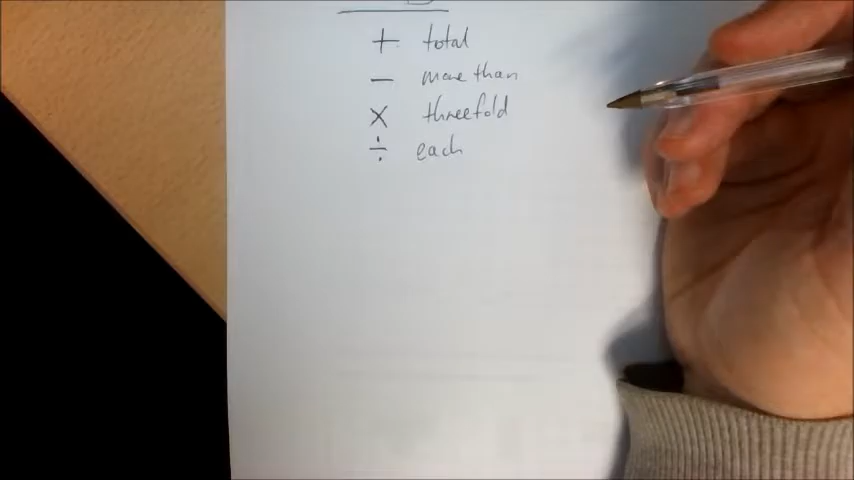 + total
− more than
× threefold
÷ each